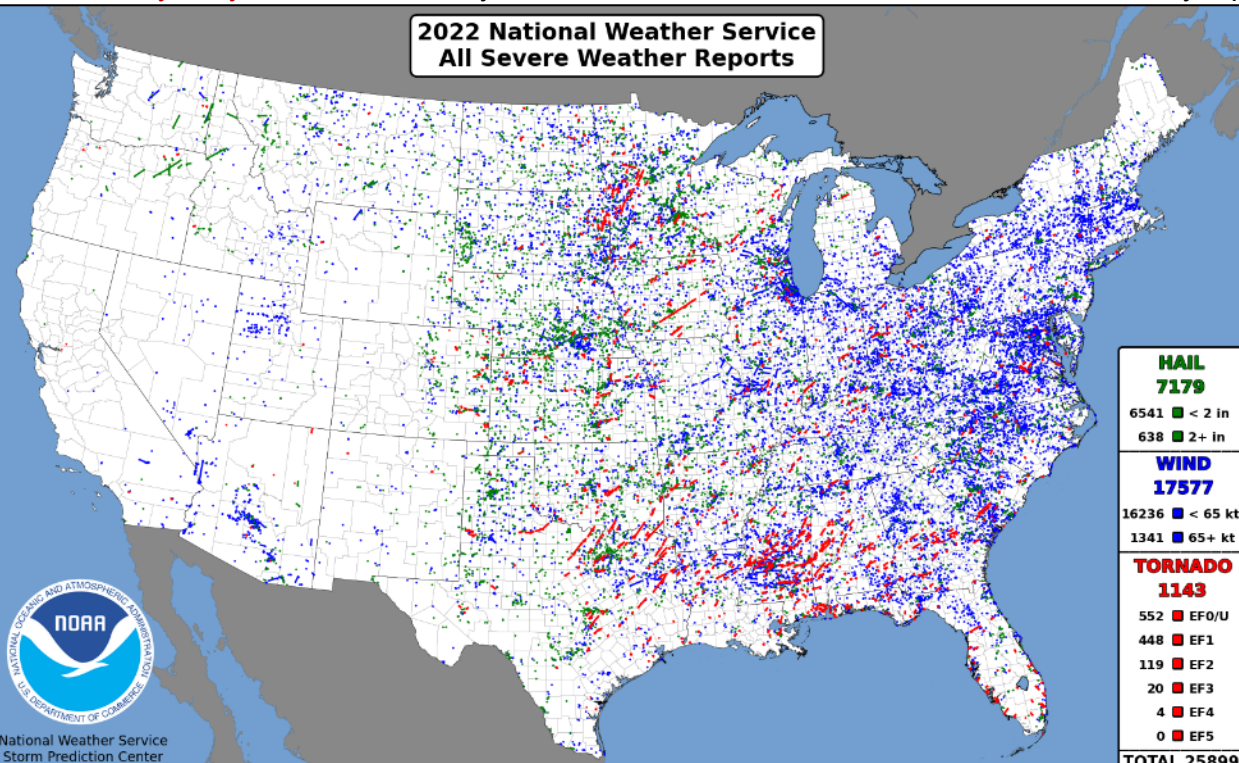 2022 National Weather Service
All Severe Weather Reports
HAIL
7179
6541 < 2 in
638 2+ in
WIND
17577
16236 < 65 kt
1341 65+ kt
TORNADO
1143
552 EF0/U
448 EF1
119 EF2
20 EF3
4 EF4
0 EF5
TOTAL 25899
NATIONAL OCEANIC AND ATMOSPHERIC ADMINISTRATION
NOAA
U.S. DEPARTMENT OF COMMERCE
National Weather Service
Storm Prediction Center